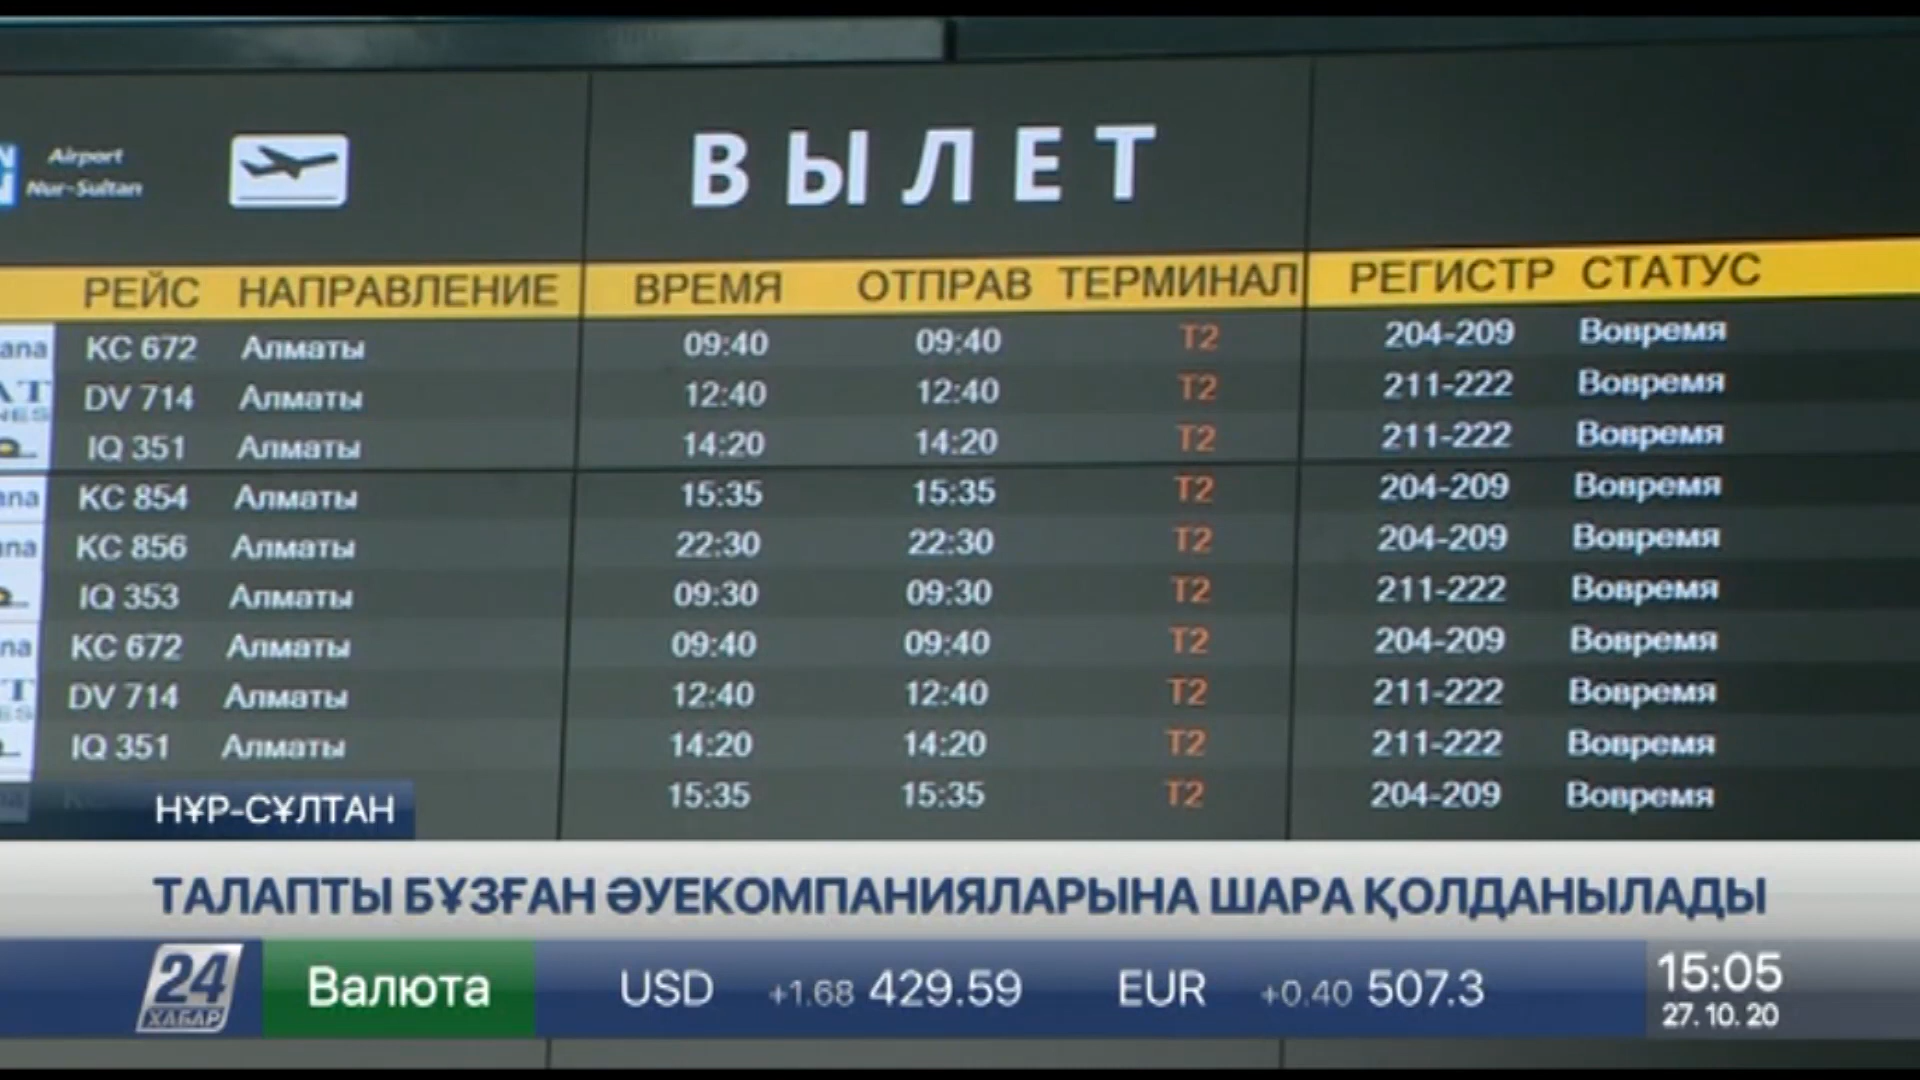 Airport
Nur-Sultan
ВЫЛЕТ
РЕЙС НАПРАВЛЕНИЕ ВРЕМЯ ОТПРАВ ТЕРМИНАЛ РЕГИСТР СТАТУС
KC 672 Алматы 09:40 09:40 T2 204-209 Вовремя
DV 714 Алматы 12:40 12:40 T2 211-222 Вовремя
IQ 351 Алматы 14:20 14:20 T2 211-222 Вовремя
KC 854 Алматы 15:35 15:35 T2 204-209 Вовремя
KC 856 Алматы 22:30 22:30 T2 204-209 Вовремя
IQ 353 Алматы 09:30 09:30 T2 211-222 Вовремя
KC 672 Алматы 09:40 09:40 T2 204-209 Вовремя
DV 714 Алматы 12:40 12:40 T2 211-222 Вовремя
IQ 351 Алматы 14:20 14:20 T2 211-222 Вовремя
15:35 15:35 T2 204-209 Вовремя
НҰР-СҰЛТАН
ТАЛАПТЫ БҰЗҒАН ӘУЕКОМПАНИЯЛАРЫНА ШАРА ҚОЛДАНЫЛАДЫ
24 ХАБАР Валюта USD +1.68 429.59 EUR +0.40 507.3 15:05
27.10.20